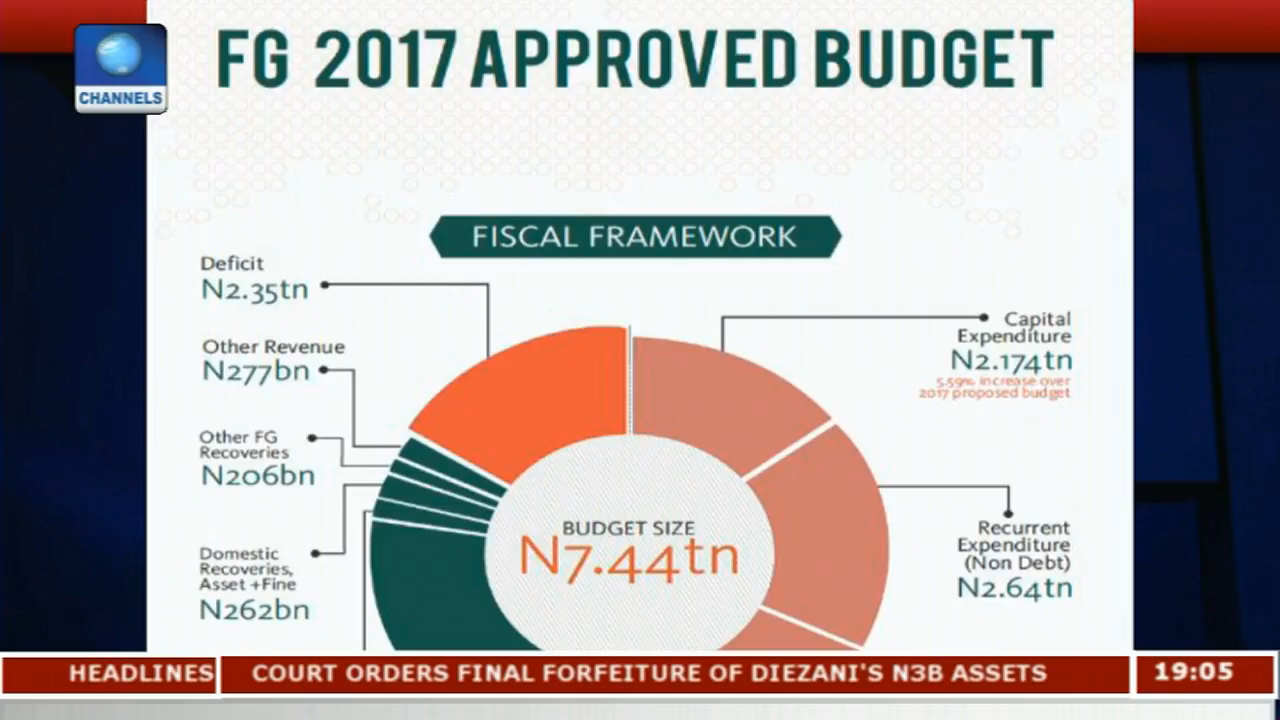 FG 2017 APPROVED BUDGET
CHANNELS
FISCAL FRAMEWORK
Deficit
N2.35tn
Other Revenue
N277bn
Other FG
Recoveries
N206bn
Domestic
Recoveries,
Asset +Fine
N262bn
Capital
Expenditure
N2.174tn
5.59% increase over
2017 proposed budget
BUDGET SIZE
N7.44tn
Recurrent
Expenditure
(Non Debt)
N2.64tn
HEADLINES
COURT ORDERS FINAL FORFEITURE OF DIEZANI'S N3B ASSETS
19:05